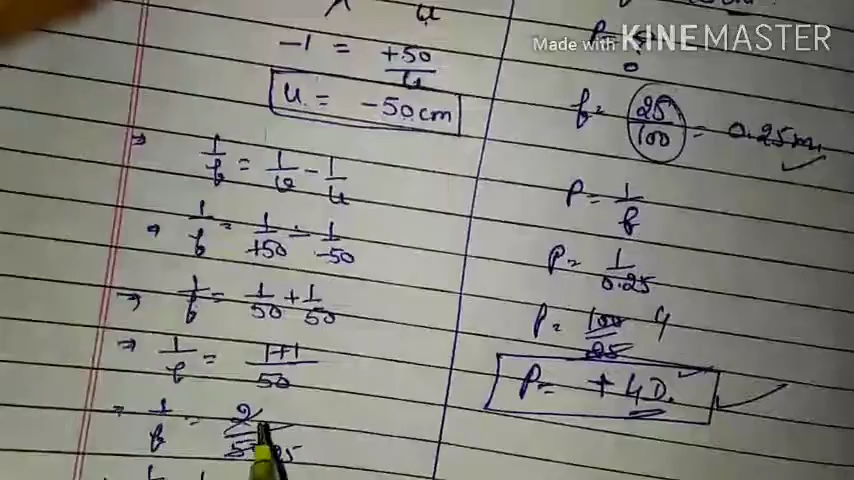 u
-1 = +50/u
u = -50cm
⇒ 1/f = 1/v - 1/u
⇒ 1/f = 1/+50 - 1/-50
⇒ 1/f = 1/50 + 1/50
⇒ 1/f = 1+1/50
⇒ 1/f = 2/50 25
Made with KINEMASTER
f = 25/100 = 0.25m
P = 1/f
P = 1/0.25
P = 100/25 4
P = +4D.